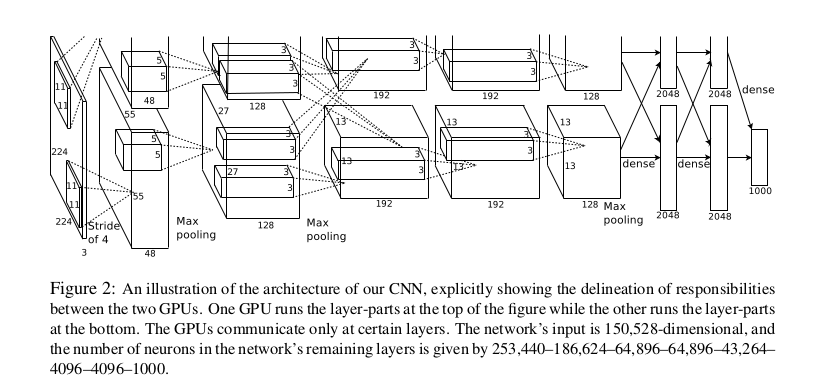 5 3 3 3
5 3 3 3
11 48 192 192 128 2048 2048 dense
11 55 128
27 13 13 13
224 5 3 3 3
5 3 3 3
13 13 13
11 55 27 3 dense dense
11 3 1000
224 Stride 128 192 192 128 Max 2048 2048
of 4 Max Max pooling
3 48 pooling 128 pooling
Figure 2: An illustration of the architecture of our CNN, explicitly showing the delineation of responsibilities
between the two GPUs. One GPU runs the layer-parts at the top of the figure while the other runs the layer-parts
at the bottom. The GPUs communicate only at certain layers. The network's input is 150,528-dimensional, and
the number of neurons in the network's remaining layers is given by 253,440–186,624–64,896–64,896–43,264–
4096–4096–1000.